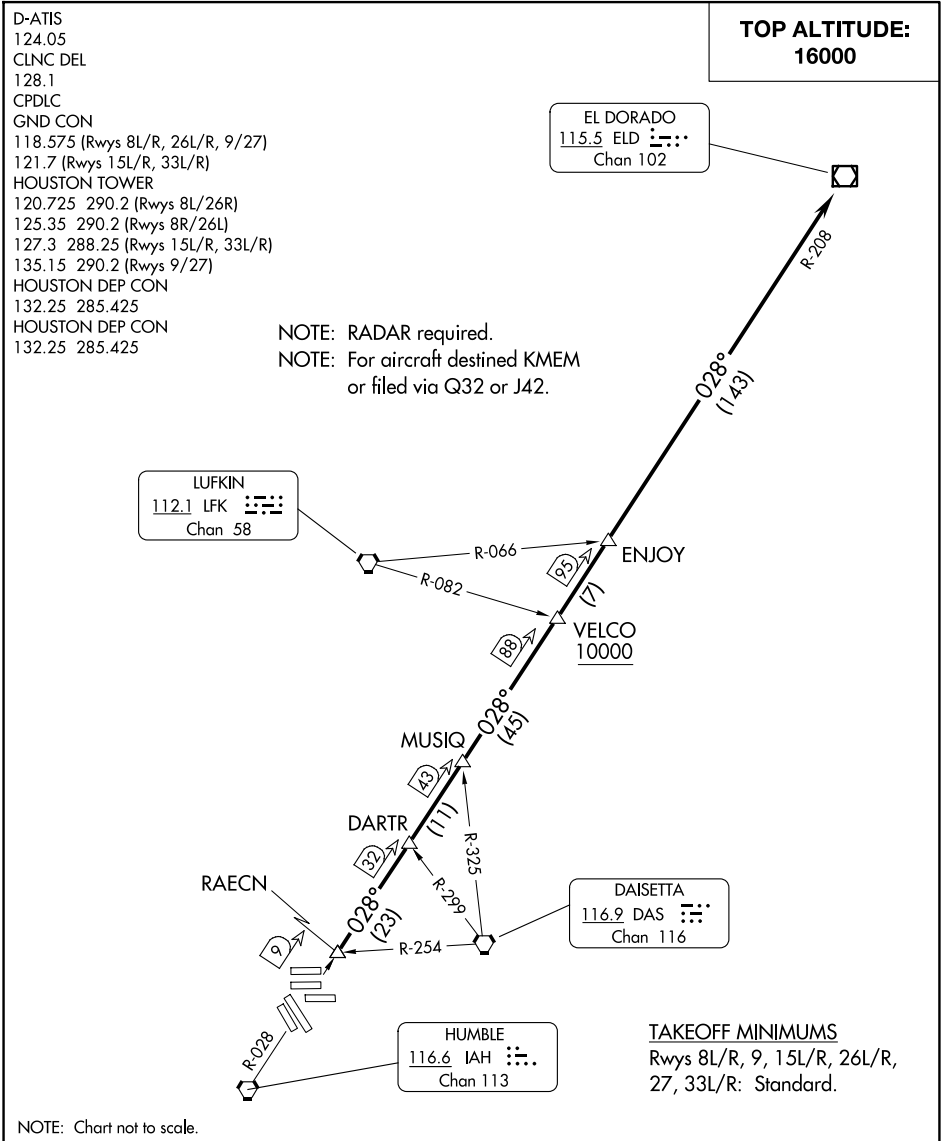 D-ATIS
124.05
CLNC DEL
128.1
CPDLC
GND CON
118.575 (Rwys 8L/R, 26L/R, 9/27)
121.7 (Rwys 15L/R, 33L/R)
HOUSTON TOWER
120.725 290.2 (Rwys 8L/26R)
125.35 290.2 (Rwys 8R/26L)
127.3 288.25 (Rwys 15L/R, 33L/R)
135.15 290.2 (Rwys 9/27)
HOUSTON DEP CON
132.25 285.425
HOUSTON DEP CON
132.25 285.425
TOP ALTITUDE:
16000
EL DORADO
115.5 ELD
Chan 102
R-208
NOTE: RADAR required.
NOTE: For aircraft destined KMEM
or filed via Q32 or J42.
028°
(143)
LUFKIN
112.1 LFK
Chan 58
R-066
R-082
ENJOY
95
(7)
VELCO
10000
88
028°
(45)
MUSIQ
43
(11)
DARTR
32
R-325
R-299
RAECN
028°
(23)
9
R-254
DAISETTA
116.9 DAS
Chan 116
R-028
HUMBLE
116.6 IAH
Chan 113
TAKEOFF MINIMUMS
Rwys 8L/R, 9, 15L/R, 26L/R,
27, 33L/R: Standard.
NOTE: Chart not to scale.